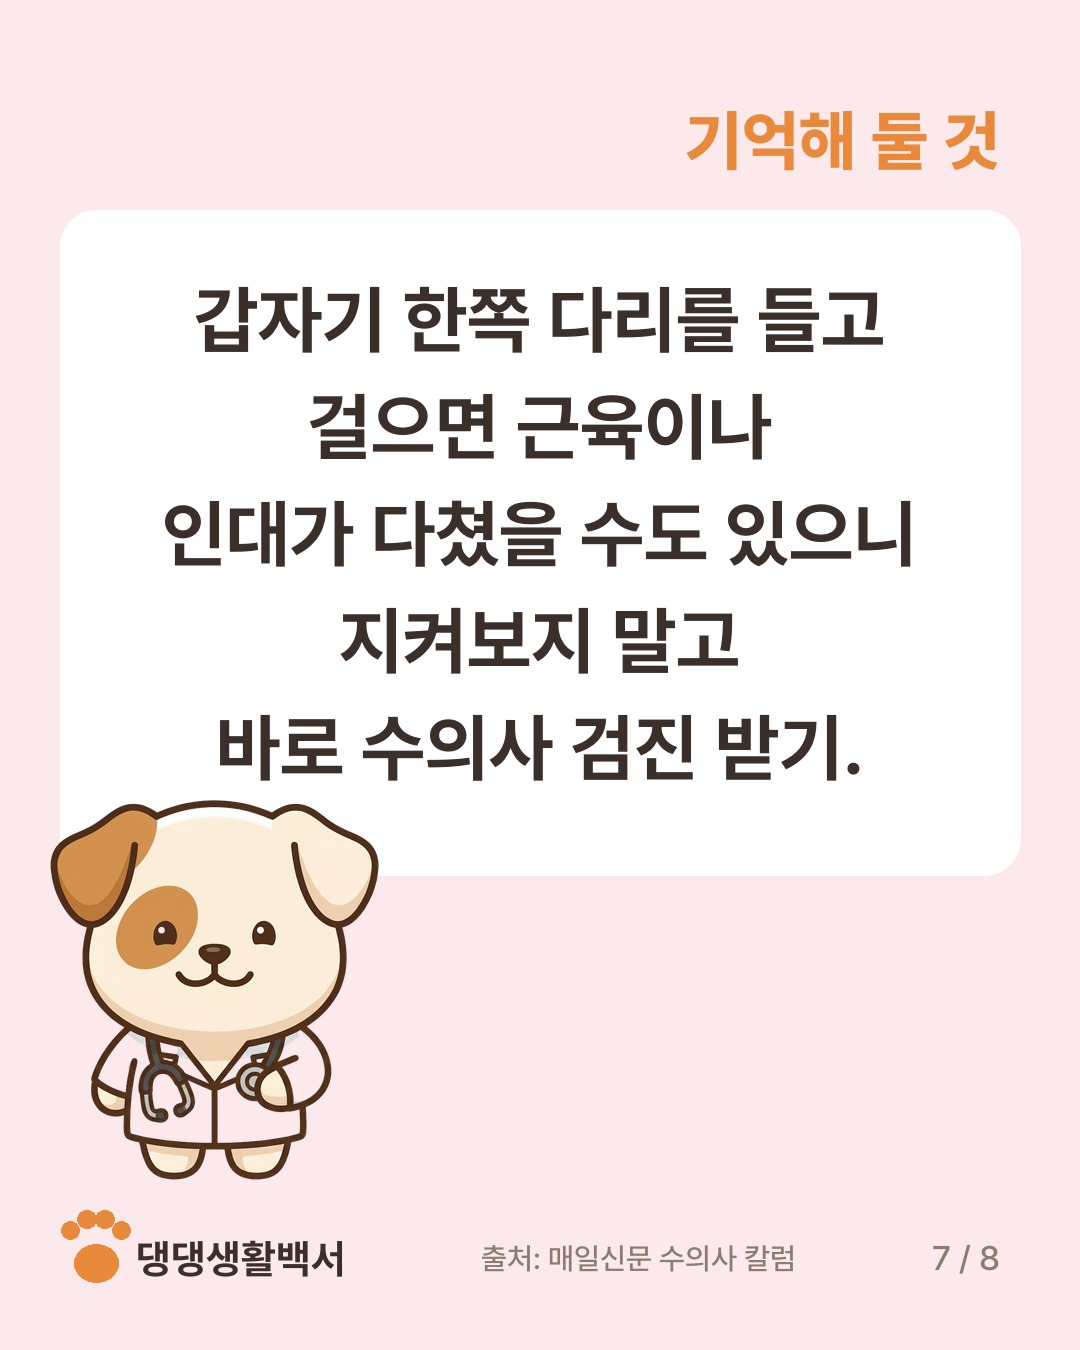 기억해 둘 것
갑자기 한쪽 다리를 들고
걸으면 근육이나
인대가 다쳤을 수도 있으니
지켜보지 말고
바로 수의사 검진 받기.
댕댕생활백서
출처: 매일신문 수의사 칼럼
7 / 8